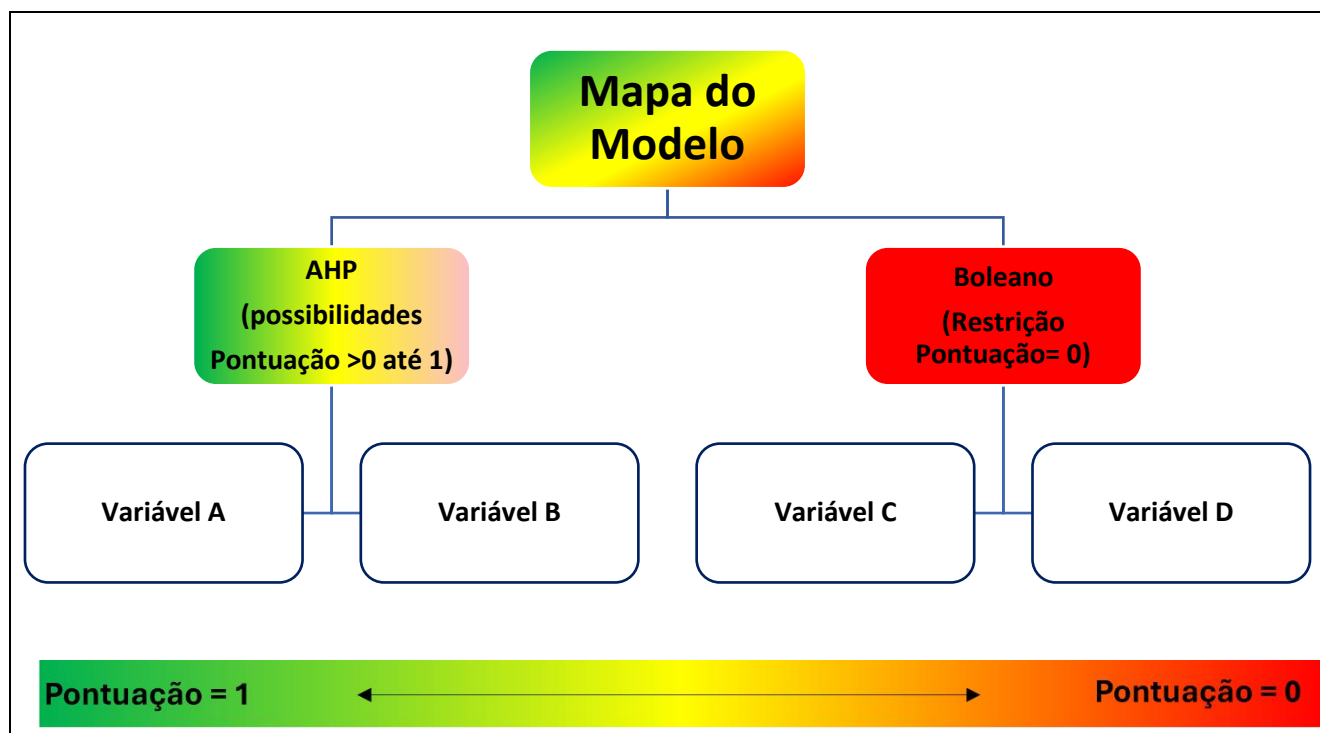 Mapa do
Modelo
AHP
(possibilidades
Pontuação >0 até 1)
Boleano
(Restrição
Pontuação= 0)
Variável A
Variável B
Variável C
Variável D
Pontuação = 1
Pontuação = 0